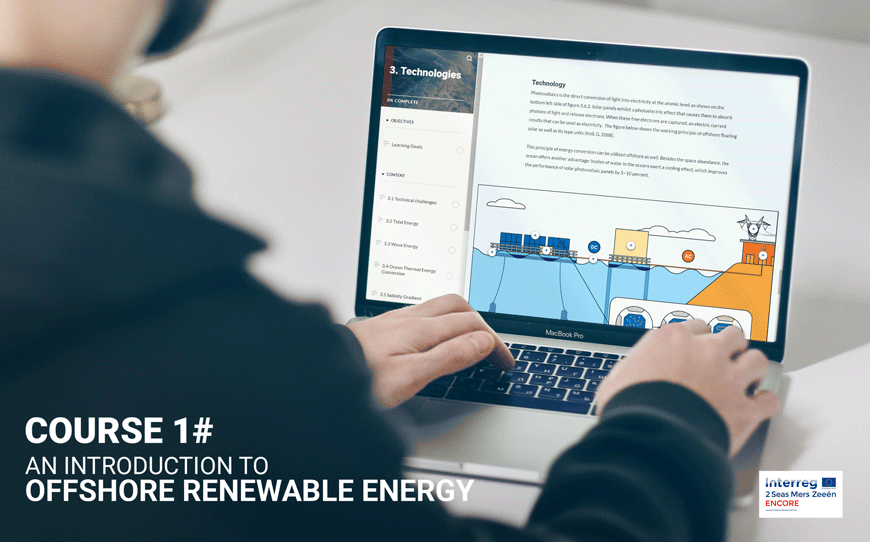 3. Technologies
0% COMPLETE
OBJECTIVES
Learning Goals
CONTENT
3.1 Technical challenges
3.2 Tidal Energy
3.3 Wave Energy
3.4 Ocean Thermal Energy
Conversion
3.5 Salinity Gradient
Technology
Photovoltaics is the direct conversion of light into electricity at the atomic level, as shown on the
bottom left side of figure 3.6.2. Solar panels exhibit a photoelectric effect that causes them to absorb
photons of light and release electrons. When these free electrons are captured, an electric current
results that can be used as electricity. The figure below shows the working principle of offshore floating
solar as well as its type units (Knil, G. 2008).
This principle of energy conversion can be utilized offshore as well. Besides the space abundance, the
ocean offers another advantage: bodies of water in the oceans exert a cooling effect, which improves
the performance of solar photovoltaic panels by 5–10 percent.
DC
AC
MacBook Pro
COURSE 1#
AN INTRODUCTION TO
OFFSHORE RENEWABLE ENERGY
Interreg
2 Seas Mers Zeeën
ENCORE